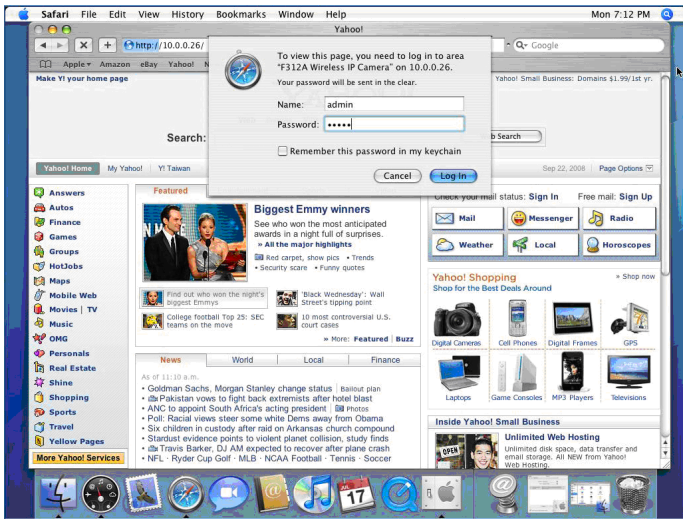 Safari File Edit View History Bookmarks Window Help Mon 7:12 PM
Yahoo!
http://10.0.0.26/
Google
Apple Amazon eBay Yahoo! N
To view this page, you need to log in to area
"F312A Wireless IP Camera" on 10.0.0.26.
Your password will be sent in the clear.
Name: admin
Password: •••••
Remember this password in my keychain
Cancel Log In
Make Y! your home page
Yahoo! Small Business: Domains $1.99/1st yr.
Search:
b Search
Yahoo! Home My Yahoo! Y! Taiwan
Sep 22, 2008 Page Options
Answers
Autos
Finance
Games
Groups
HotJobs
Maps
Mobile Web
Movies | TV
Music
OMG
Personals
Real Estate
Shine
Shopping
Sports
Travel
Yellow Pages
More Yahoo! Services
Featured
Biggest Emmy winners
See who won the most anticipated
awards in a night full of surprises.
» All the major highlights
Red carpet, show pics • Trends
• Security scare • Funny quotes
Find out who won the night's
biggest Emmys
'Black Wednesday': Wall
Street's tipping point
College football Top 25: SEC
teams on the move
10 most controversial U.S.
court cases
» More: Featured | Buzz
News World Local Finance
As of 11:10 a.m.
• Goldman Sachs, Morgan Stanley change status | Bailout plan
• Pakistan vows to fight back extremists after hotel blast
• ANC to appoint South Africa's acting president | Photos
• Poll: Racial views steer some white Dems away from Obama
• Six children in custody after raid on Arkansas church compound
• Stardust evidence points to violent planet collision, study finds
• Travis Barker, DJ AM expected to recover after plane crash
• NFL · Ryder Cup Golf · MLB · NCAA Football · Tennis · Soccer
Check your mail status: Sign In Free mail: Sign Up
Mail Messenger Radio
Weather Local Horoscopes
Yahoo! Shopping » Shop now
Shop for the Best Deals Around
Digital Cameras Cell Phones Digital Frames GPS
Laptops Game Consoles MP3 Players Televisions
Inside Yahoo! Small Business
OPEN
Unlimited Web Hosting
Unlimited disk space, data transfer and
email storage. All NEW from Yahoo!
Web Hosting.
JUL
17